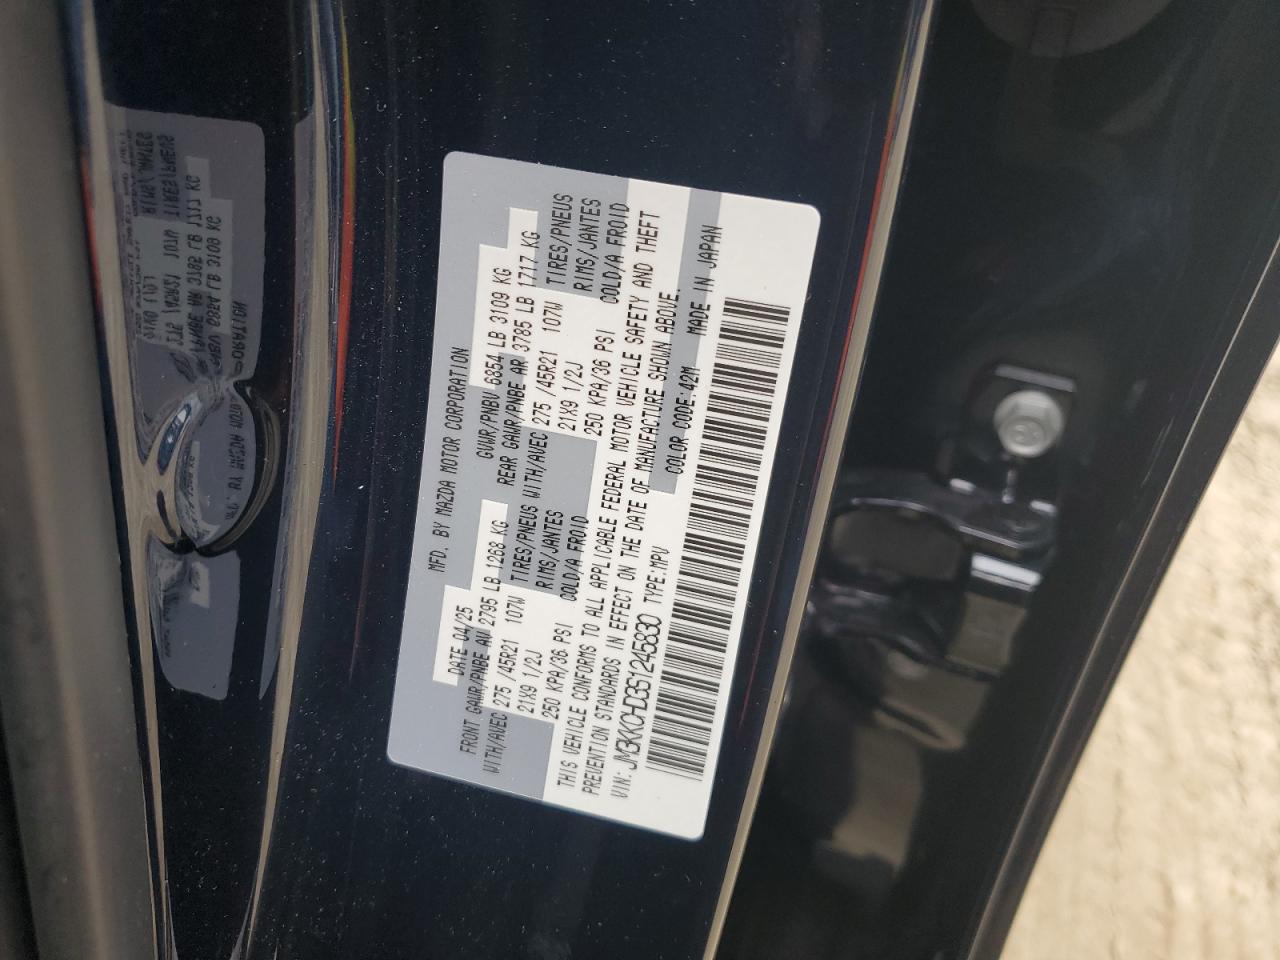 MFD. BY MAZDA MOTOR CORPORATION
DATE 04/25 GVWR/PNBV 6854 LB 3109 KG
FRONT GAWR/PNBE AV 2795 LB 1268 KG REAR GAWR/PNBE AR 3785 LB 1717 KG
WITH/AVEC 275 /45R21 107W TIRES/PNEUS WITH/AVEC 275 /45R21 107W TIRES/PNEUS
21X9 1/2J RIMS/JANTES 21X9 1/2J RIMS/JANTES
250 KPA/36 PSI COLD/A FROID 250 KPA/36 PSI COLD/A FROID
THIS VEHICLE CONFORMS TO ALL APPLICABLE FEDERAL MOTOR VEHICLE SAFETY AND THEFT
PREVENTION STANDARDS IN EFFECT ON THE DATE OF MANUFACTURE SHOWN ABOVE.
VIN: JM3KKCHD3S1245830 TYPE:MPV COLOR CODE:42M MADE IN JAPAN